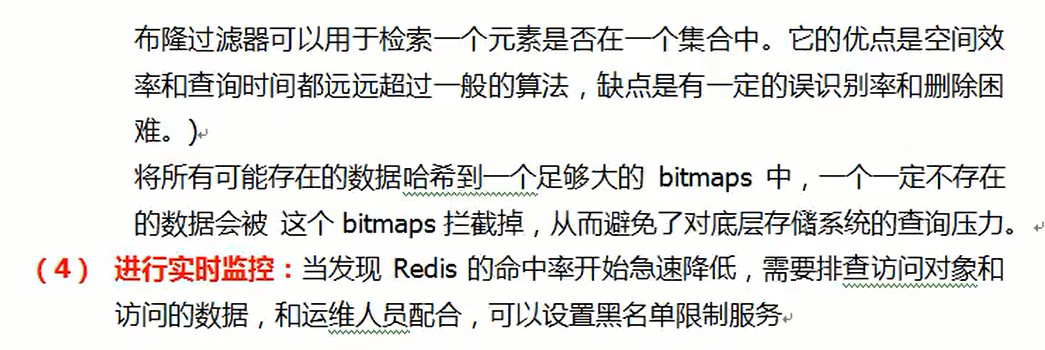 布隆过滤器可以用于检索一个元素是否在一个集合中。它的优点是空间效
率和查询时间都远远超过一般的算法，缺点是有一定的误识别率和删除困
难。)
将所有可能存在的数据哈希到一个足够大的 bitmaps 中，一个一定不存在
的数据会被 这个 bitmaps 拦截掉，从而避免了对底层存储系统的查询压力。
（4） 进行实时监控：当发现 Redis 的命中率开始急速降低，需要排查访问对象和
访问的数据，和运维人员配合，可以设置黑名单限制服务